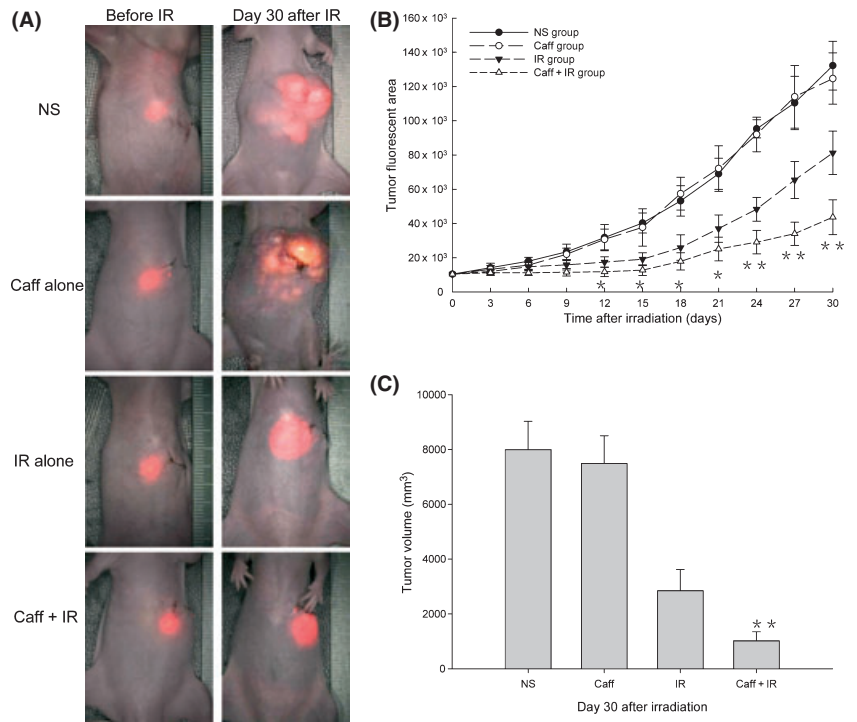 (A)
Before IR Day 30 after IR
NS
Caff alone
IR alone
Caff + IR
(B)
160 x 10³
140 x 10³
120 x 10³
100 x 10³
80 x 10³
60 x 10³
40 x 10³
20 x 10³
0
Tumor fluorescent area
NS group
Caff group
IR group
Caff + IR group
* * * * ** ** **
0 3 6 9 12 15 18 21 24 27 30
Time after irradiation (days)
(C)
10000
8000
6000
4000
2000
0
Tumor volume (mm³)
**
NS Caff IR Caff + IR
Day 30 after irradiation